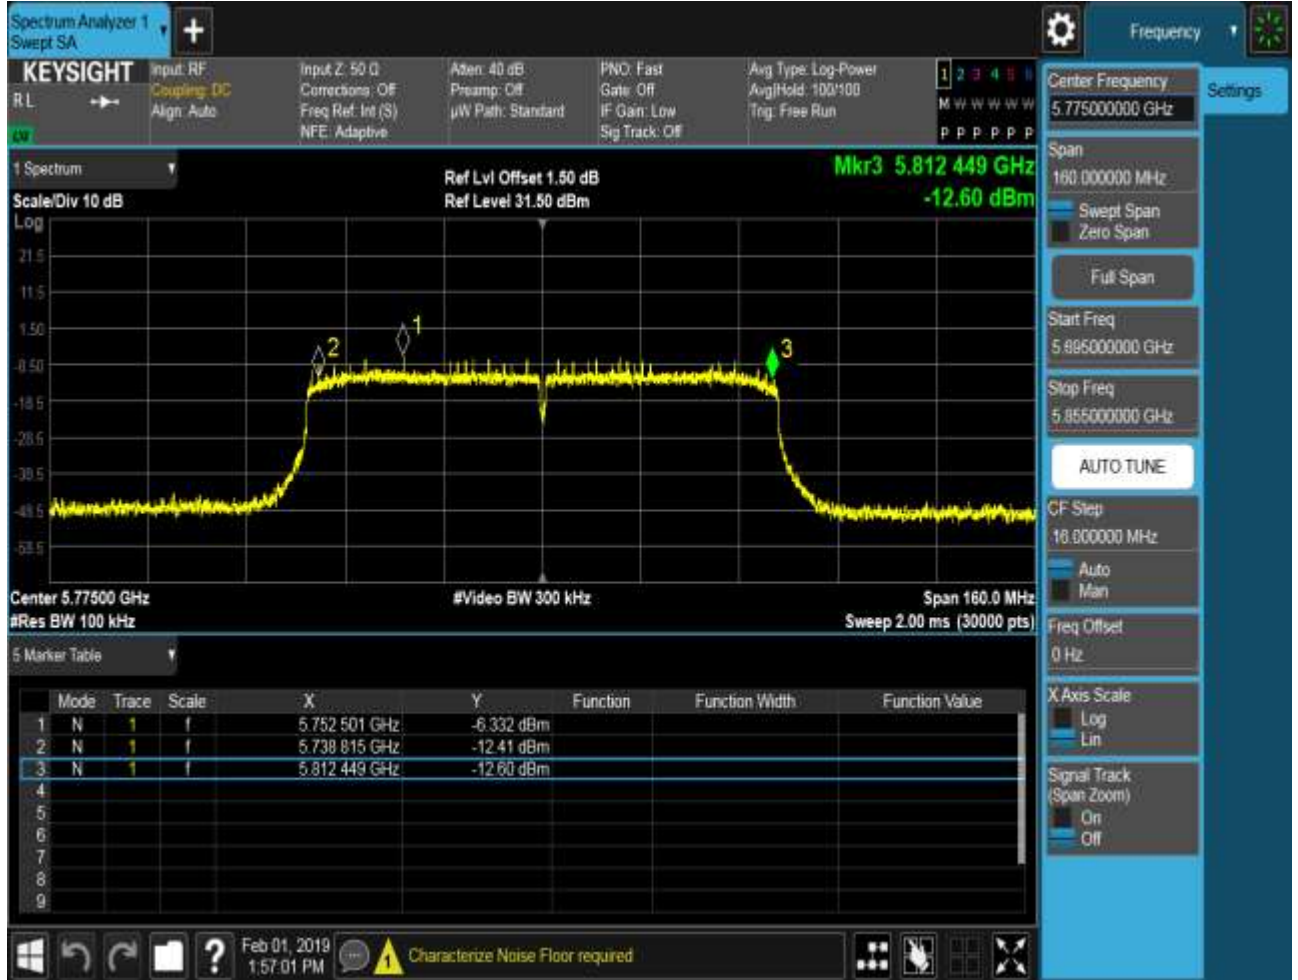 Spectrum Analyzer 1
Swept SA
+
Frequency
KEYSIGHT
RL
Input: RF
Coupling: DC
Align: Auto
Input Z: 50 Ω
Corrections: Off
Freq Ref: Int (S)
NFE: Adaptive
Atten: 40 dB
Preamp: Off
µW Path: Standard
PNO: Fast
Gate: Off
IF Gain: Low
Sig Track: Off
Avg Type: Log-Power
Avg|Hold: 100/100
Trig: Free Run
1 2 3 4 5 6
M W W W W W
P P P P P P
1 Spectrum
Scale/Div 10 dB
Ref Lvl Offset 1.50 dB
Ref Level 31.50 dBm
Mkr3 5.812 449 GHz
-12.60 dBm
Log
21.5
11.5
1.50
-8.50
-18.5
-28.5
-38.5
-48.5
-58.5
1
2
3
Center 5.77500 GHz
#Res BW 100 kHz
#Video BW 300 kHz
Span 160.0 MHz
Sweep 2.00 ms (30000 pts)
5 Marker Table
Mode Trace Scale X Y Function Function Width Function Value
1 N 1 f 5.752 501 GHz -6.332 dBm
2 N 1 f 5.738 815 GHz -12.41 dBm
3 N 1 f 5.812 449 GHz -12.60 dBm
4
5
6
7
8
9
Center Frequency
5.775000000 GHz
Settings
Span
160.000000 MHz
Swept Span
Zero Span
Full Span
Start Freq
5.695000000 GHz
Stop Freq
5.855000000 GHz
AUTO TUNE
CF Step
16.000000 MHz
Auto
Man
Freq Offset
0 Hz
X Axis Scale
Log
Lin
Signal Track
(Span Zoom)
On
Off
?
Feb 01, 2019
1:57:01 PM
1
Characterize Noise Floor required